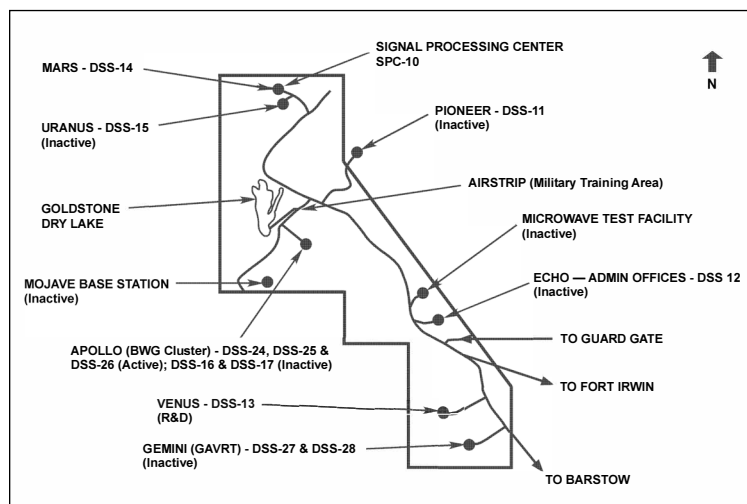 SIGNAL PROCESSING CENTER
SPC-10
MARS - DSS-14
N
PIONEER - DSS-11
(Inactive)
URANUS - DSS-15
(Inactive)
AIRSTRIP (Military Training Area)
GOLDSTONE
DRY LAKE
MICROWAVE TEST FACILITY
(Inactive)
ECHO — ADMIN OFFICES - DSS 12
(Inactive)
MOJAVE BASE STATION
(Inactive)
TO GUARD GATE
APOLLO (BWG Cluster) - DSS-24, DSS-25 &
DSS-26 (Active); DSS-16 & DSS-17 (Inactive)
TO FORT IRWIN
VENUS - DSS-13
(R&D)
GEMINI (GAVRT) - DSS-27 & DSS-28
(Inactive)
TO BARSTOW